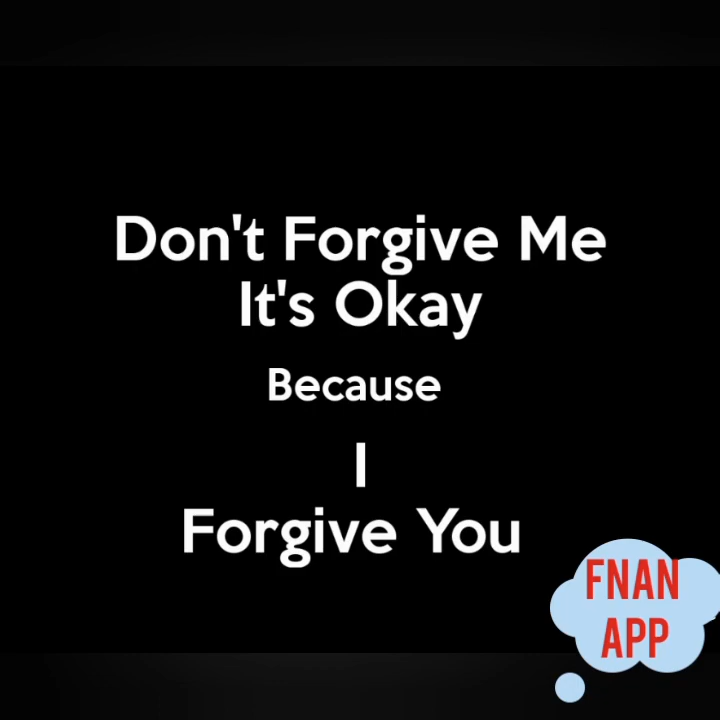 Don't Forgive Me
It's Okay
Because
I
Forgive You
FNAN
APP